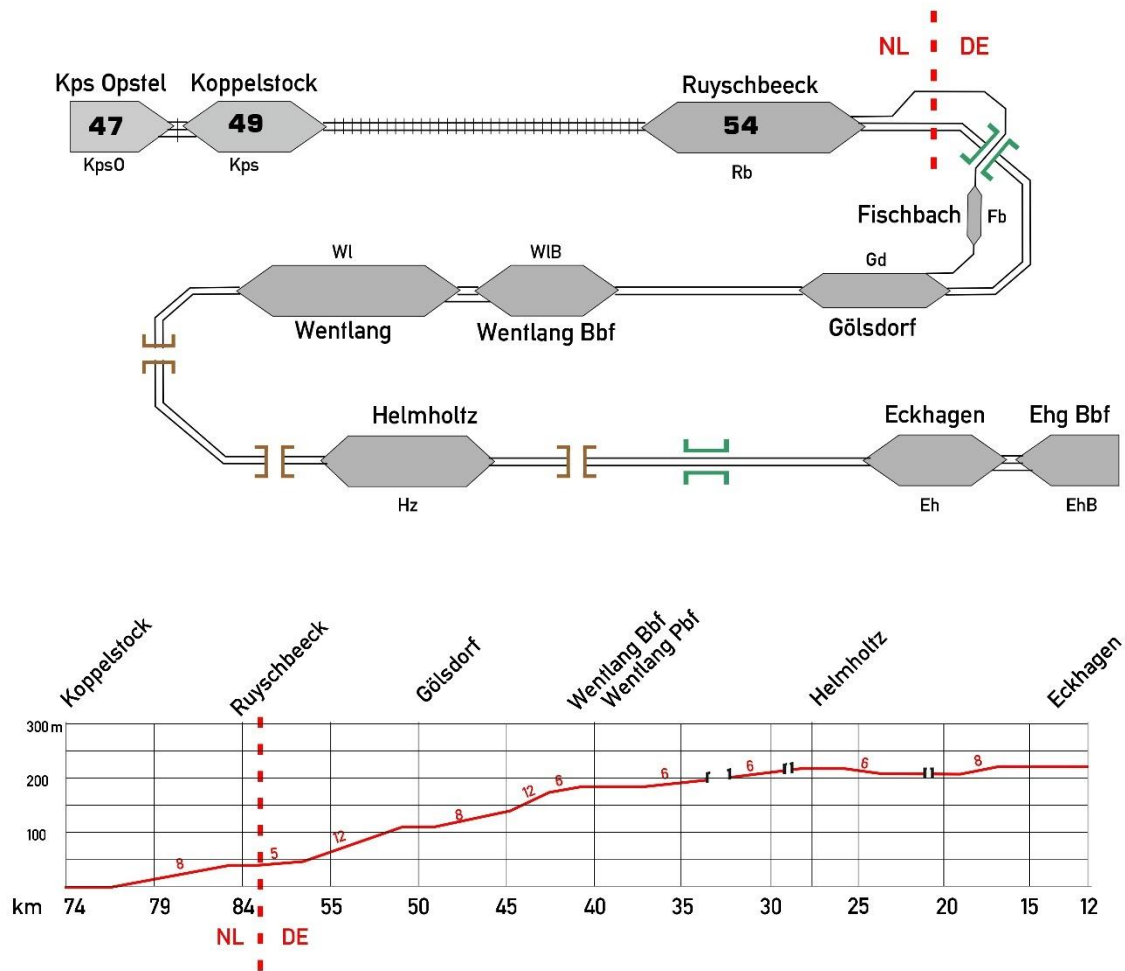 NL DE
Kps Opstel Koppelstock Ruyschbeeck
47 49 54
KpsO Kps Rb
Fischbach Fb
Wl WlB Gd
Wentlang Wentlang Bbf Gölsdorf
Helmholtz Eckhagen Ehg Bbf
Hz Eh EhB
Koppelstock
Ruyschbeeck
Gölsdorf
Wentlang Bbf
Wentlang Pbf
Helmholtz
Eckhagen
300 m
200
100
8 5 12 8 12 6 6 6 6 8
km 74 79 84 55 50 45 40 35 30 25 20 15 12
NL DE